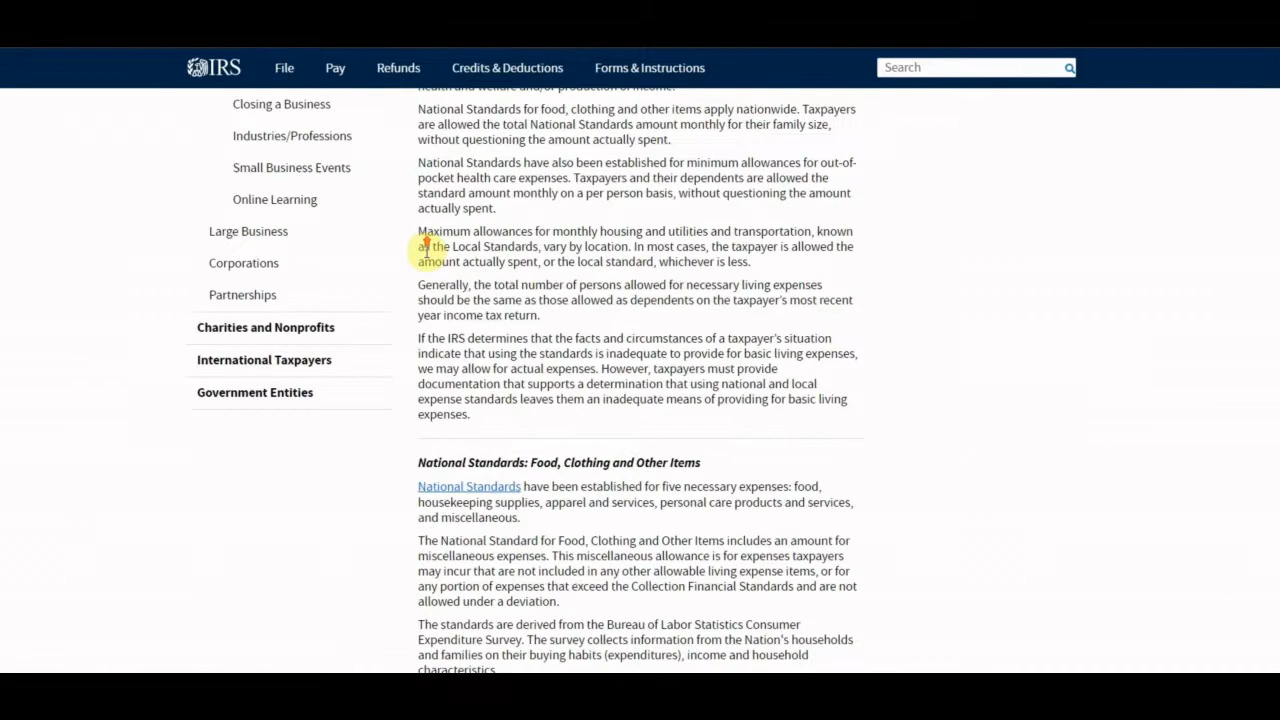 IRS
File
Pay
Refunds
Credits & Deductions
Forms & Instructions
Search
Closing a Business
Industries/Professions
Small Business Events
Online Learning
Large Business
Corporations
Partnerships
Charities and Nonprofits
International Taxpayers
Government Entities
health and welfare and/or production of income.
National Standards for food, clothing and other items apply nationwide. Taxpayers
are allowed the total National Standards amount monthly for their family size,
without questioning the amount actually spent.
National Standards have also been established for minimum allowances for out-of-
pocket health care expenses. Taxpayers and their dependents are allowed the
standard amount monthly on a per person basis, without questioning the amount
actually spent.
Maximum allowances for monthly housing and utilities and transportation, known
as the Local Standards, vary by location. In most cases, the taxpayer is allowed the
amount actually spent, or the local standard, whichever is less.
Generally, the total number of persons allowed for necessary living expenses
should be the same as those allowed as dependents on the taxpayer's most recent
year income tax return.
If the IRS determines that the facts and circumstances of a taxpayer's situation
indicate that using the standards is inadequate to provide for basic living expenses,
we may allow for actual expenses. However, taxpayers must provide
documentation that supports a determination that using national and local
expense standards leaves them an inadequate means of providing for basic living
expenses.
National Standards: Food, Clothing and Other Items
National Standards have been established for five necessary expenses: food,
housekeeping supplies, apparel and services, personal care products and services,
and miscellaneous.
The National Standard for Food, Clothing and Other Items includes an amount for
miscellaneous expenses. This miscellaneous allowance is for expenses taxpayers
may incur that are not included in any other allowable living expense items, or for
any portion of expenses that exceed the Collection Financial Standards and are not
allowed under a deviation.
The standards are derived from the Bureau of Labor Statistics Consumer
Expenditure Survey. The survey collects information from the Nation's households
and families on their buying habits (expenditures), income and household
characteristics.